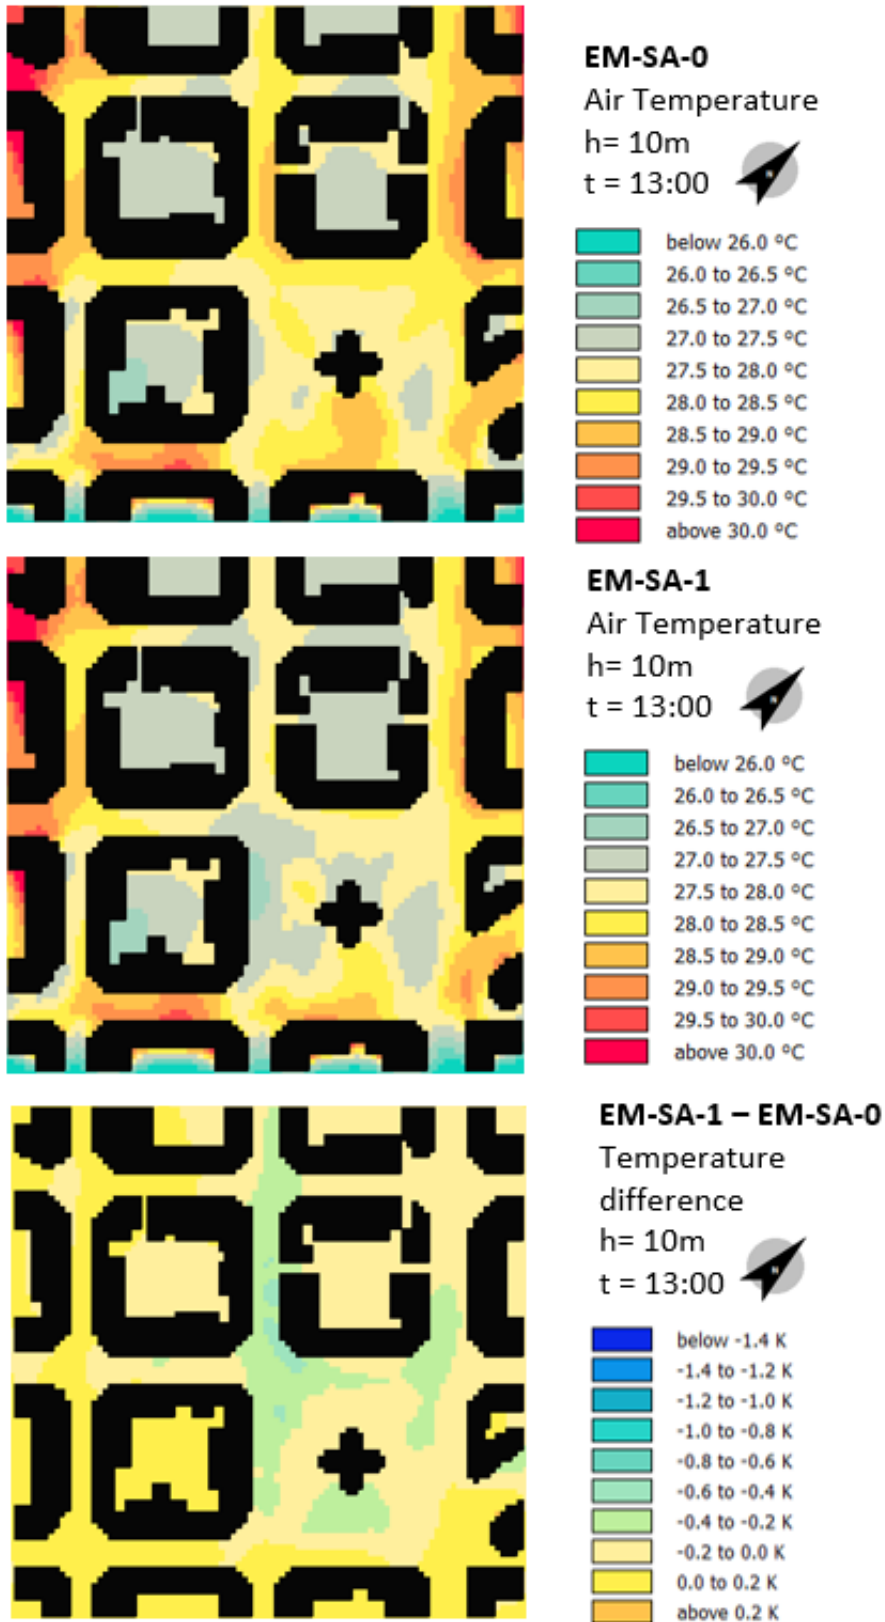 EM-SA-0
Air Temperature
h= 10m
t = 13:00
N
below 26.0 °C
26.0 to 26.5 °C
26.5 to 27.0 °C
27.0 to 27.5 °C
27.5 to 28.0 °C
28.0 to 28.5 °C
28.5 to 29.0 °C
29.0 to 29.5 °C
29.5 to 30.0 °C
above 30.0 °C
EM-SA-1
Air Temperature
h= 10m
t = 13:00
N
below 26.0 °C
26.0 to 26.5 °C
26.5 to 27.0 °C
27.0 to 27.5 °C
27.5 to 28.0 °C
28.0 to 28.5 °C
28.5 to 29.0 °C
29.0 to 29.5 °C
29.5 to 30.0 °C
above 30.0 °C
EM-SA-1 – EM-SA-0
Temperature
difference
h= 10m
t = 13:00
N
below -1.4 K
-1.4 to -1.2 K
-1.2 to -1.0 K
-1.0 to -0.8 K
-0.8 to -0.6 K
-0.6 to -0.4 K
-0.4 to -0.2 K
-0.2 to 0.0 K
0.0 to 0.2 K
above 0.2 K